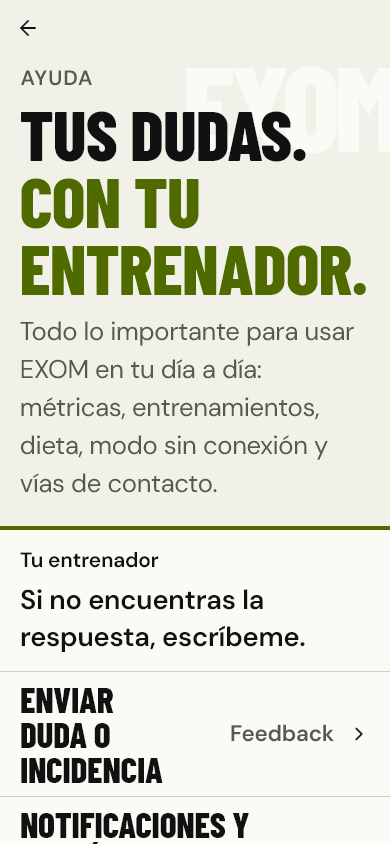 AYUDA
EXOM
TUS DUDAS.
CON TU
ENTRENADOR.
Todo lo importante para usar
EXOM en tu día a día:
métricas, entrenamientos,
dieta, modo sin conexión y
vías de contacto.
Tu entrenador
Si no encuentras la
respuesta, escríbeme.
ENVIAR
DUDA O
INCIDENCIA
Feedback
NOTIFICACIONES Y